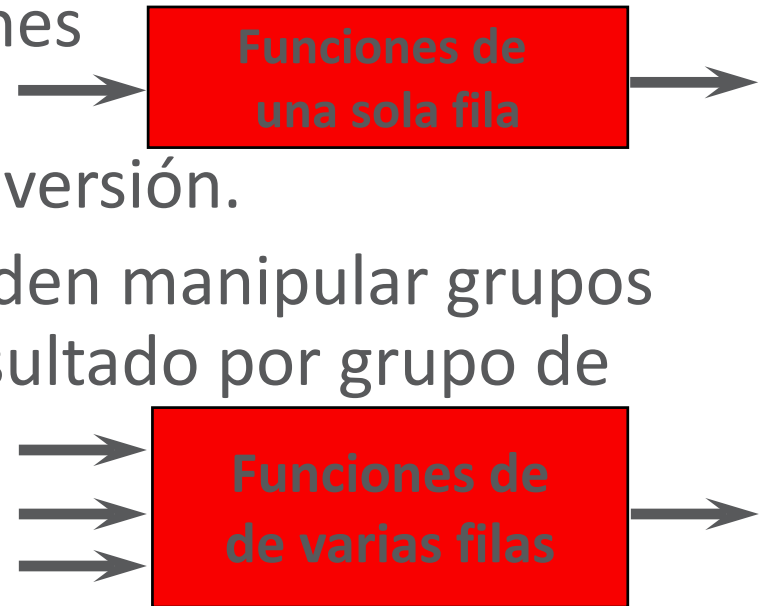 nes
Funciones de
una sola fila
versión.
den manipular grupos
sultado por grupo de
Funciones de
de varias filas